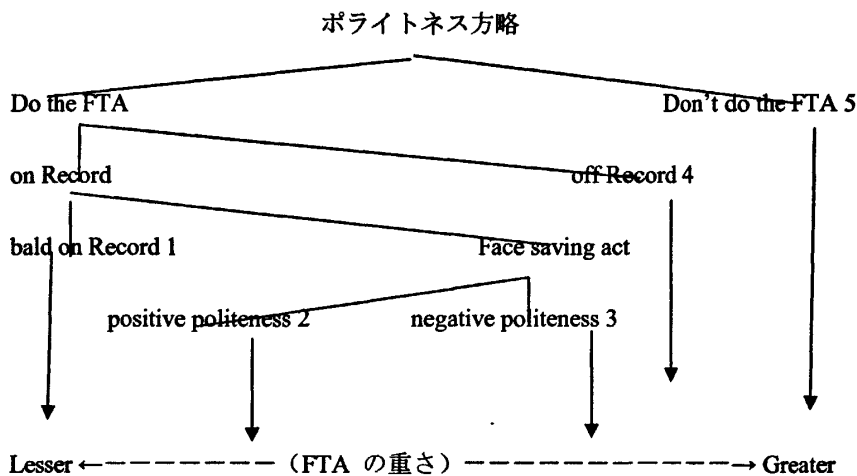 ポライトネス方略
Do the FTA Don't do the FTA 5
on Record off Record 4
bald on Record 1 Face saving act
positive politeness 2 negative politeness 3
Lesser ←−−−−−−−− (FTA の重さ) −−−−−−−−−−−−→ Greater